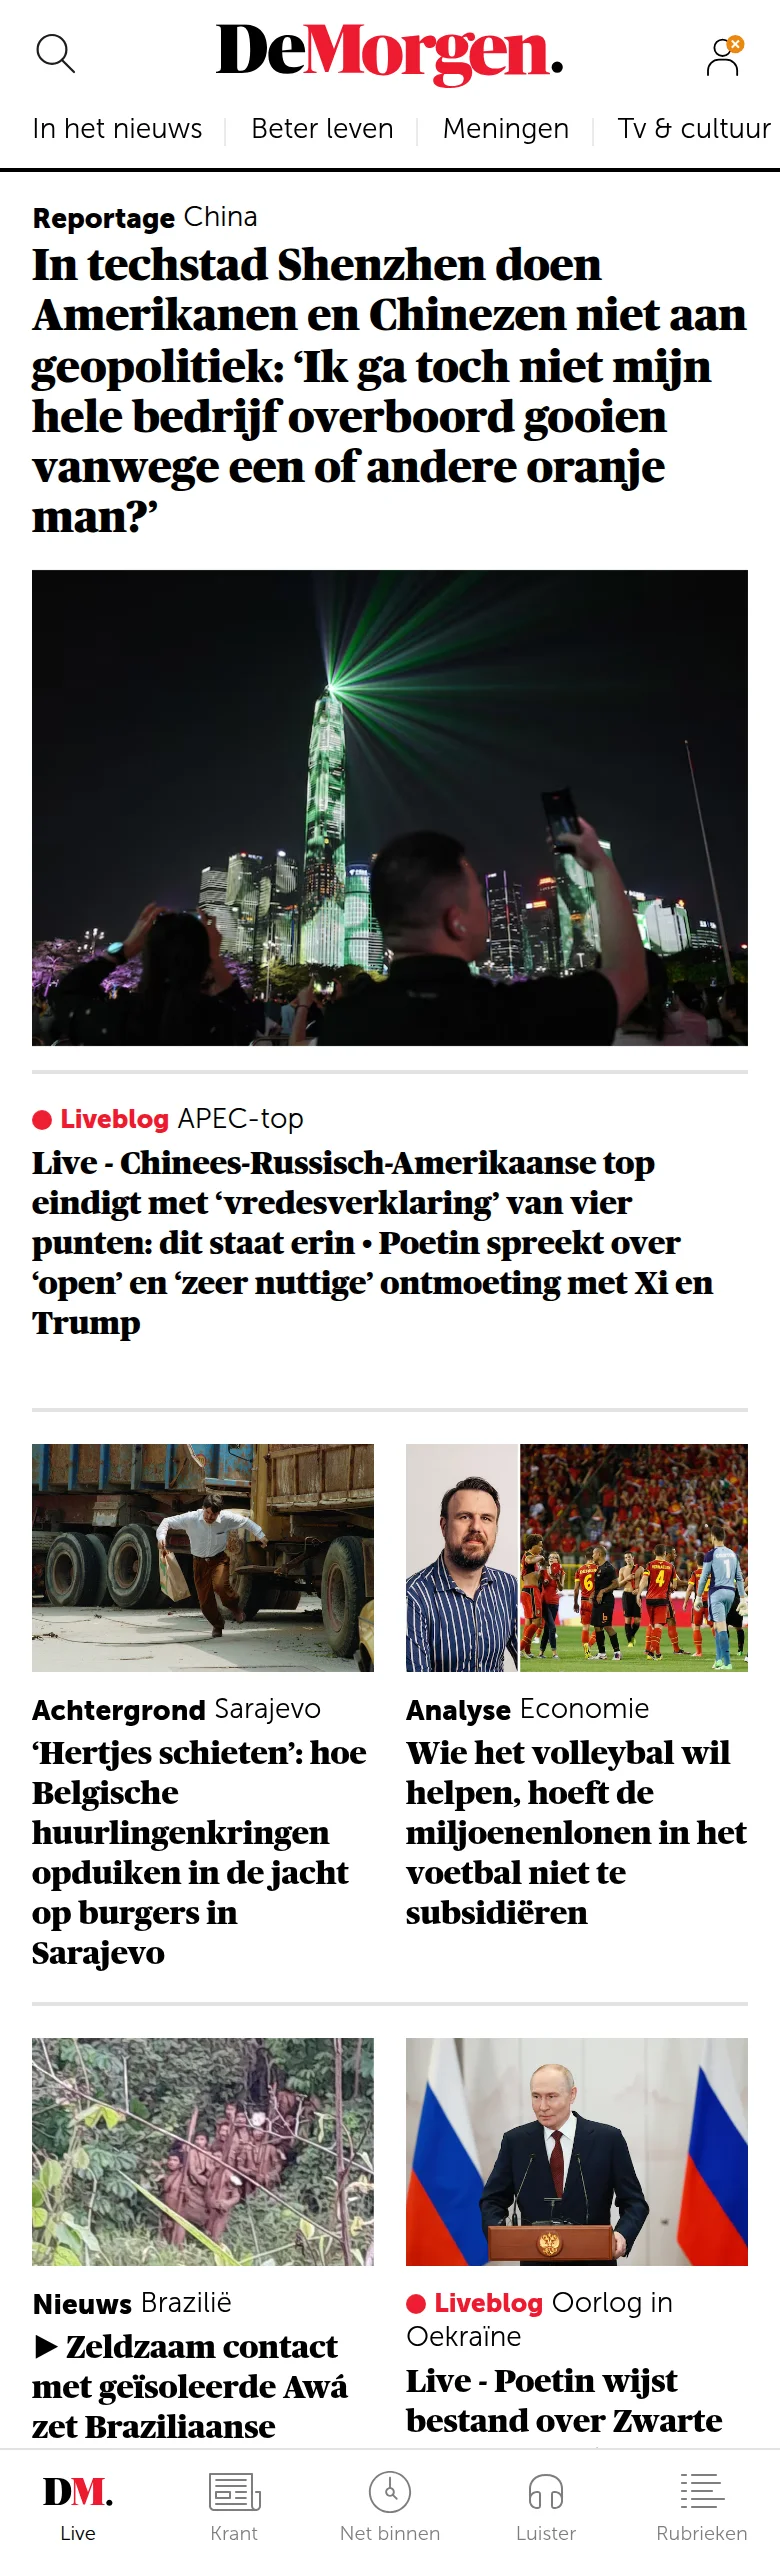 DeMorgen.
In het nieuws
Beter leven
Meningen
Tv & cultuur
Reportage China
In techstad Shenzhen doen
Amerikanen en Chinezen niet aan
geopolitiek: ‘Ik ga toch niet mijn
hele bedrijf overboord gooien
vanwege een of andere oranje
man?’
Liveblog APEC-top
Live - Chinees-Russisch-Amerikaanse top
eindigt met ‘vredesverklaring’ van vier
punten: dit staat erin • Poetin spreekt over
‘open’ en ‘zeer nuttige’ ontmoeting met Xi en
Trump
6
4
1
Achtergrond Sarajevo
‘Hertjes schieten’: hoe
Belgische
huurlingenkringen
opduiken in de jacht
op burgers in
Sarajevo
Analyse Economie
Wie het volleybal wil
helpen, hoeft de
miljoenenlonen in het
voetbal niet te
subsidiëren
Nieuws Brazilië
▶ Zeldzaam contact
met geïsoleerde Awá
zet Braziliaanse
Liveblog Oorlog in
Oekraïne
Live - Poetin wijst
bestand over Zwarte
DM.
Live
Krant
Net binnen
Luister
Rubrieken